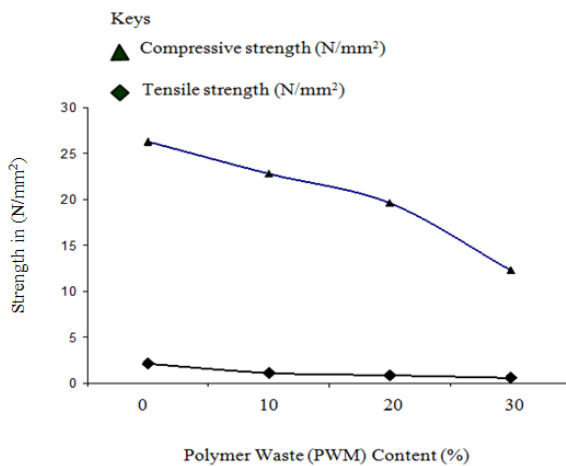 Keys
Compressive strength (N/mm²)
Tensile strength (N/mm²)
Strength in (N/mm²)
30
25
20
15
10
5
0
0 10 20 30
Polymer Waste (PWM) Content (%)